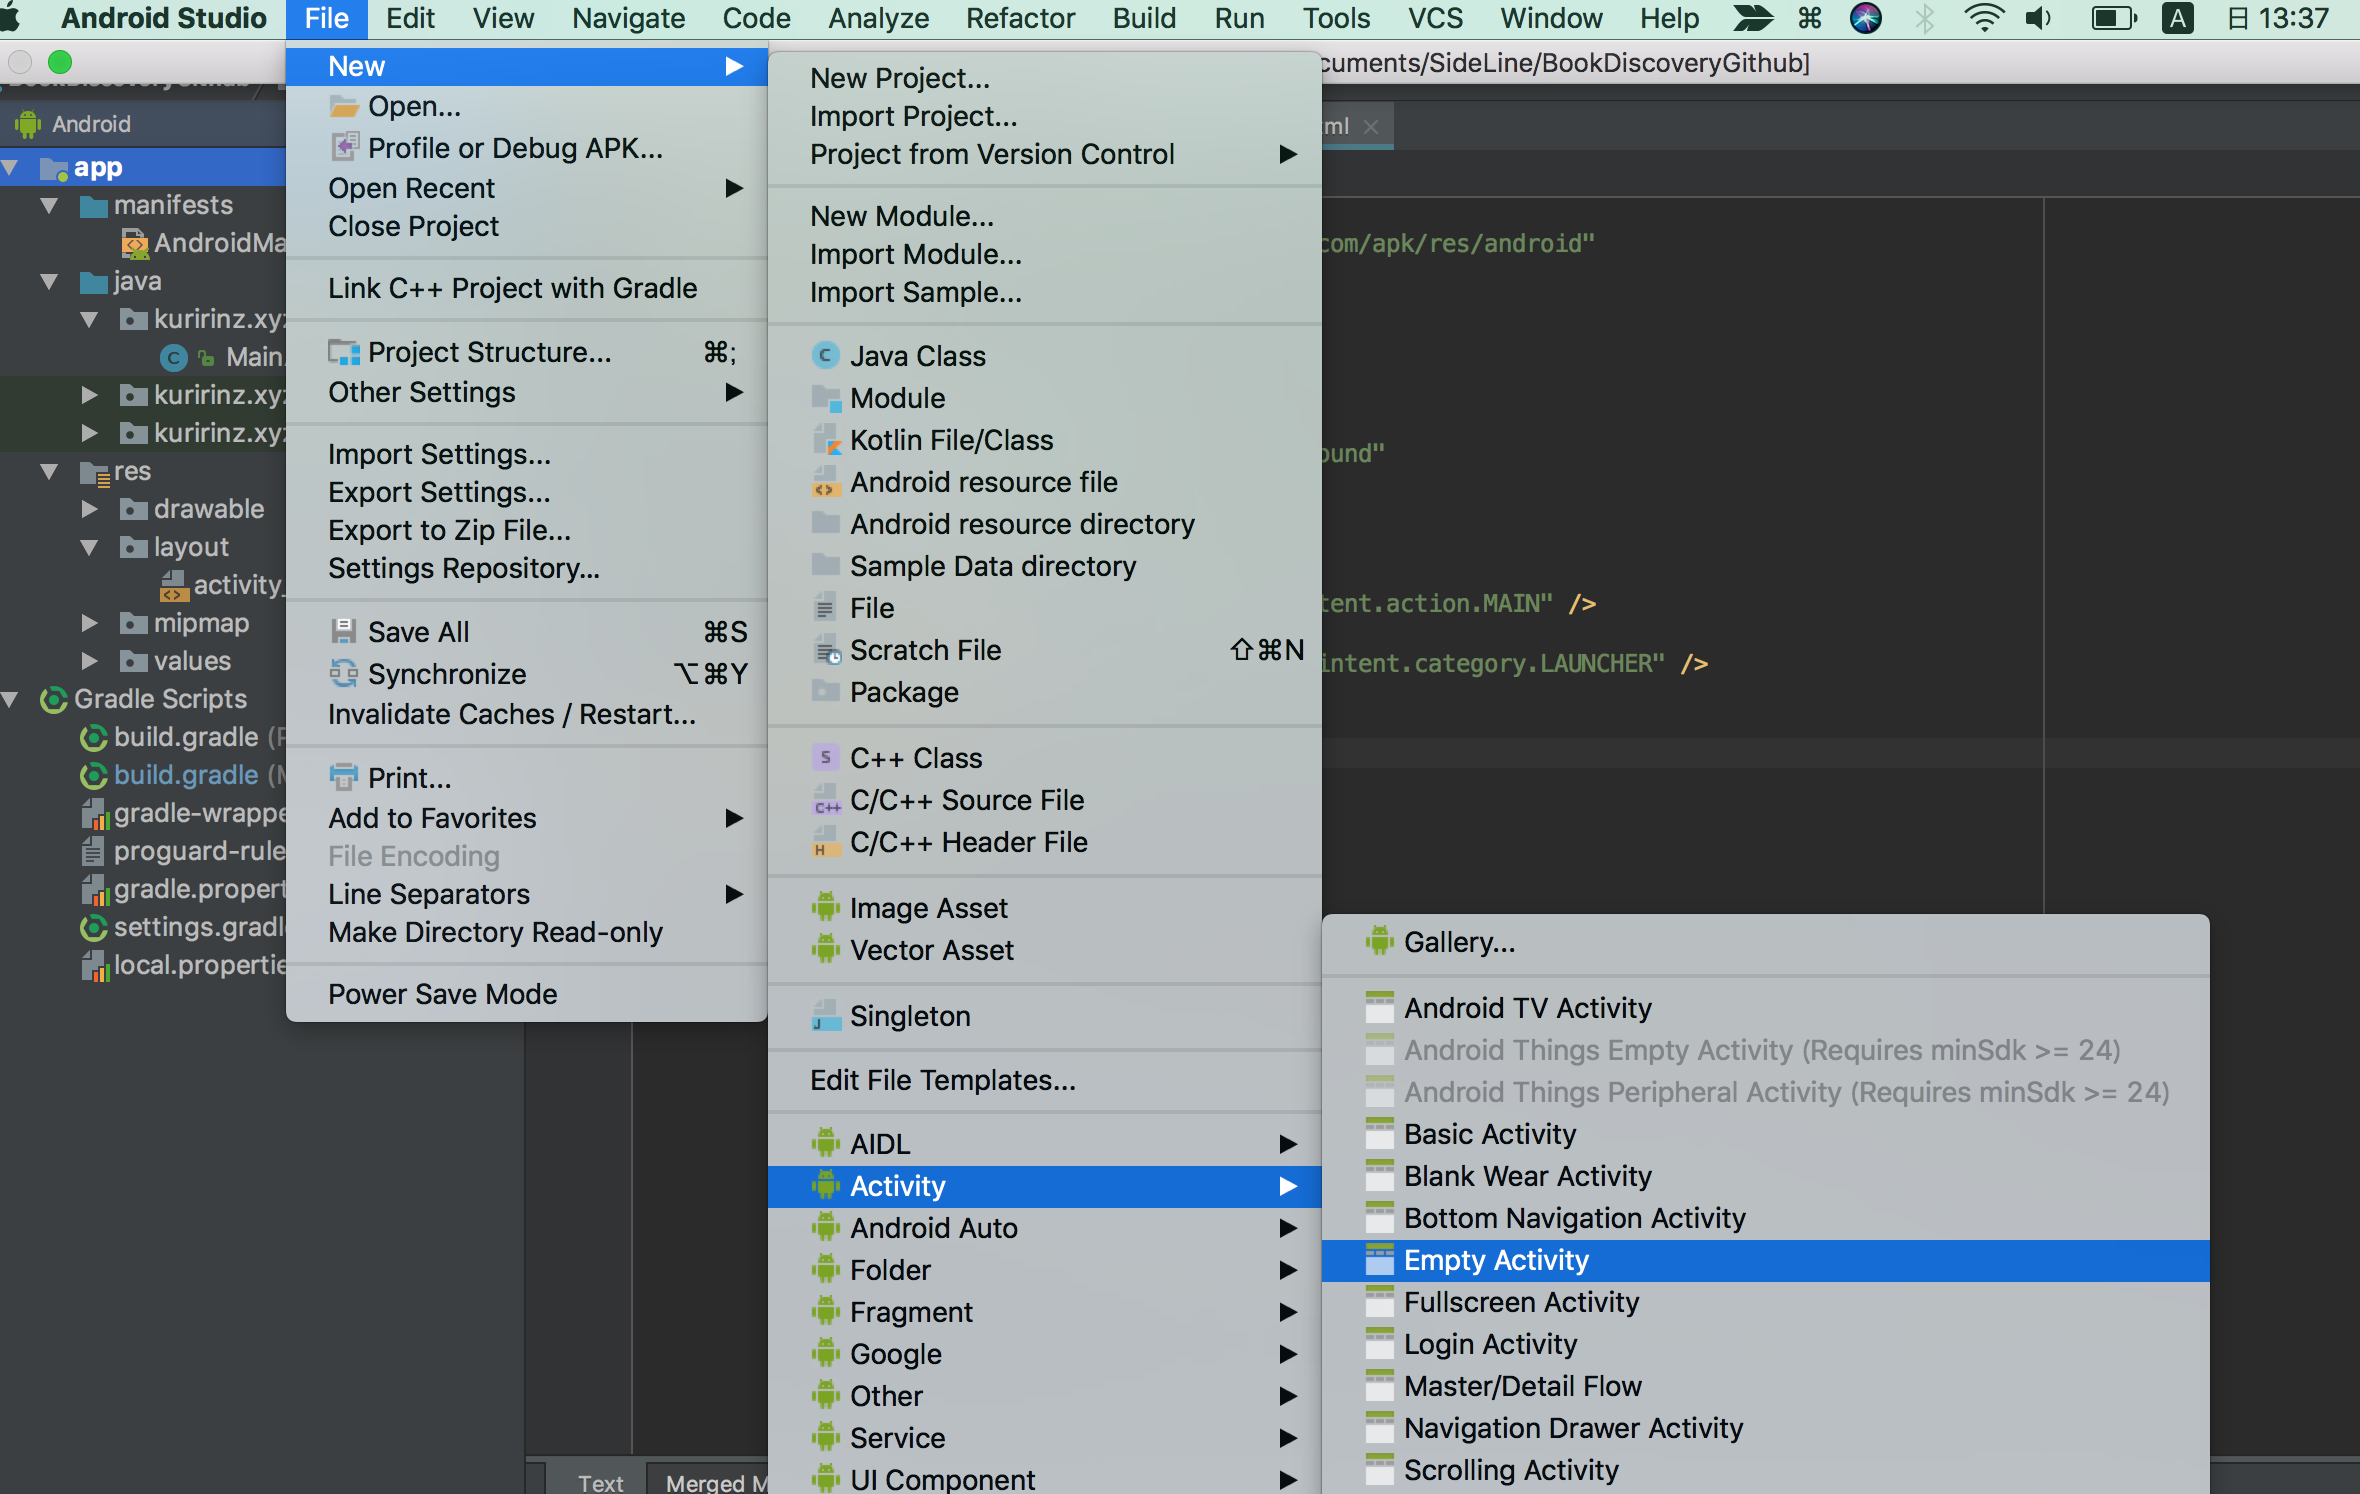 Android Studio File Edit View Navigate Code Analyze Refactor Build Run Tools VCS Window Help A 日 13:37
cuments/SideLine/BookDiscoveryGithub]
Android
app
manifests
AndroidMa
java
kuririnz.xyz
C Main.
kuririnz.xyz
kuririnz.xyz
res
drawable
layout
activity_
mipmap
values
Gradle Scripts
build.gradle
build.gradle
gradle-wrappe
proguard-rule
gradle.propert
settings.gradl
local.propertie
New
Open...
Profile or Debug APK...
Open Recent
Close Project
Link C++ Project with Gradle
Project Structure... ⌘;
Other Settings
Import Settings...
Export Settings...
Export to Zip File...
Settings Repository...
Save All ⌘S
Synchronize ⌥⌘Y
Invalidate Caches / Restart...
Print...
Add to Favorites
File Encoding
Line Separators
Make Directory Read-only
Power Save Mode
New Project...
Import Project...
Project from Version Control
New Module...
Import Module...
Import Sample...
C Java Class
Module
Kotlin File/Class
Android resource file
Android resource directory
Sample Data directory
File
Scratch File ⇧⌘N
Package
S C++ Class
C++ C/C++ Source File
H C/C++ Header File
Image Asset
Vector Asset
J Singleton
Edit File Templates...
AIDL
Activity
Android Auto
Folder
Fragment
Google
Other
Service
UI Component
Gallery...
Android TV Activity
Android Things Empty Activity (Requires minSdk >= 24)
Android Things Peripheral Activity (Requires minSdk >= 24)
Basic Activity
Blank Wear Activity
Bottom Navigation Activity
Empty Activity
Fullscreen Activity
Login Activity
Master/Detail Flow
Navigation Drawer Activity
Scrolling Activity
ml
com/apk/res/android"
ound"
tent.action.MAIN" />
intent.category.LAUNCHER" />
Text Merged M